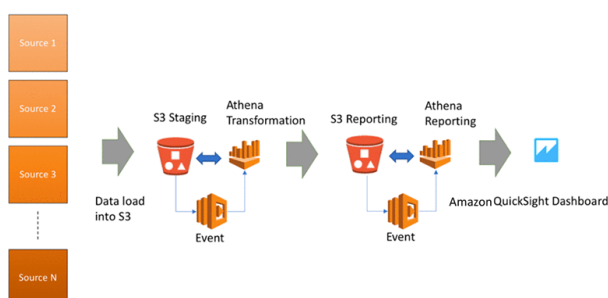 Source 1
Source 2
Source 3
Source N
Data load
into S3
S3 Staging
Athena
Transformation
Event
S3 Reporting
Athena
Reporting
Event
Amazon QuickSight Dashboard